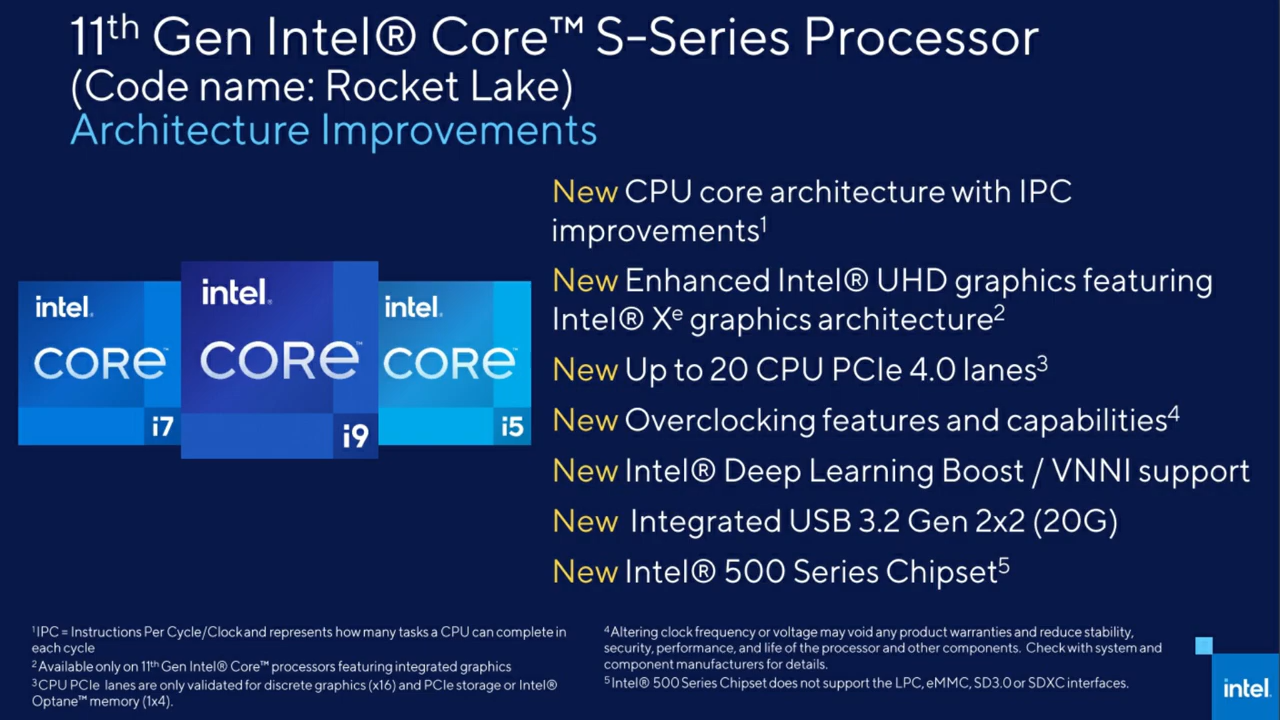 11th Gen Intel® Core™ S-Series Processor
(Code name: Rocket Lake)
Architecture Improvements
New CPU core architecture with IPC
improvements¹
New Enhanced Intel® UHD graphics featuring
Intel® Xᵉ graphics architecture²
New Up to 20 CPU PCIe 4.0 lanes³
New Overclocking features and capabilities⁴
New Intel® Deep Learning Boost / VNNI support
New Integrated USB 3.2 Gen 2x2 (20G)
New Intel® 500 Series Chipset⁵
intel.
CORE™
i7
intel.
CORE™
i9
intel.
CORE™
i5
¹IPC = Instructions Per Cycle/Clock and represents how many tasks a CPU can complete in
each cycle
²Available only on 11th Gen Intel® Core™ processors featuring integrated graphics
³CPU PCIe lanes are only validated for discrete graphics (x16) and PCIe storage or Intel®
Optane™ memory (1x4).
⁴Altering clock frequency or voltage may void any product warranties and reduce stability,
security, performance, and life of the processor and other components. Check with system and
component manufacturers for details.
⁵Intel® 500 Series Chipset does not support the LPC, eMMC, SD3.0 or SDXC interfaces.
intel.